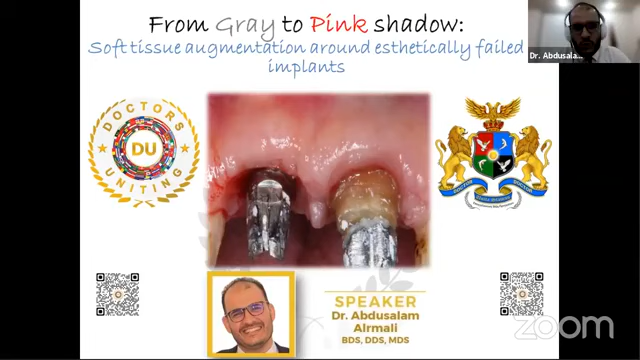 From Gray to Pink shadow:
Soft tissue augmentation around esthetically failed
implants
Dr. Abdusala
DOCTORS
DU
UNITING
SPEAKER
Dr. Abdusalam
Alrmali
BDS, DDS, MDS
zoom